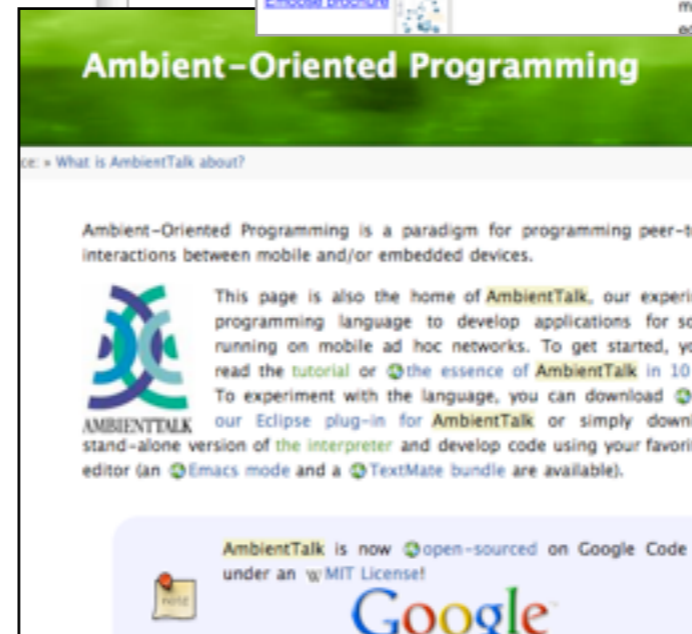 Embose brochure
Ambient-Oriented Programming
ce: » What is AmbientTalk about?
Ambient-Oriented Programming is a paradigm for programming peer-t
interactions between mobile and/or embedded devices.
This page is also the home of AmbientTalk, our experi
programming language to develop applications for s
running on mobile ad hoc networks. To get started, yo
read the tutorial or the essence of AmbientTalk in 10
To experiment with the language, you can download
our Eclipse plug-in for AmbientTalk or simply down
AMBIENTTALK
stand-alone version of the interpreter and develop code using your favori
editor (an Emacs mode and a TextMate bundle are available).
AmbientTalk is now open-sourced on Google Code
under an MIT License!
note
Google